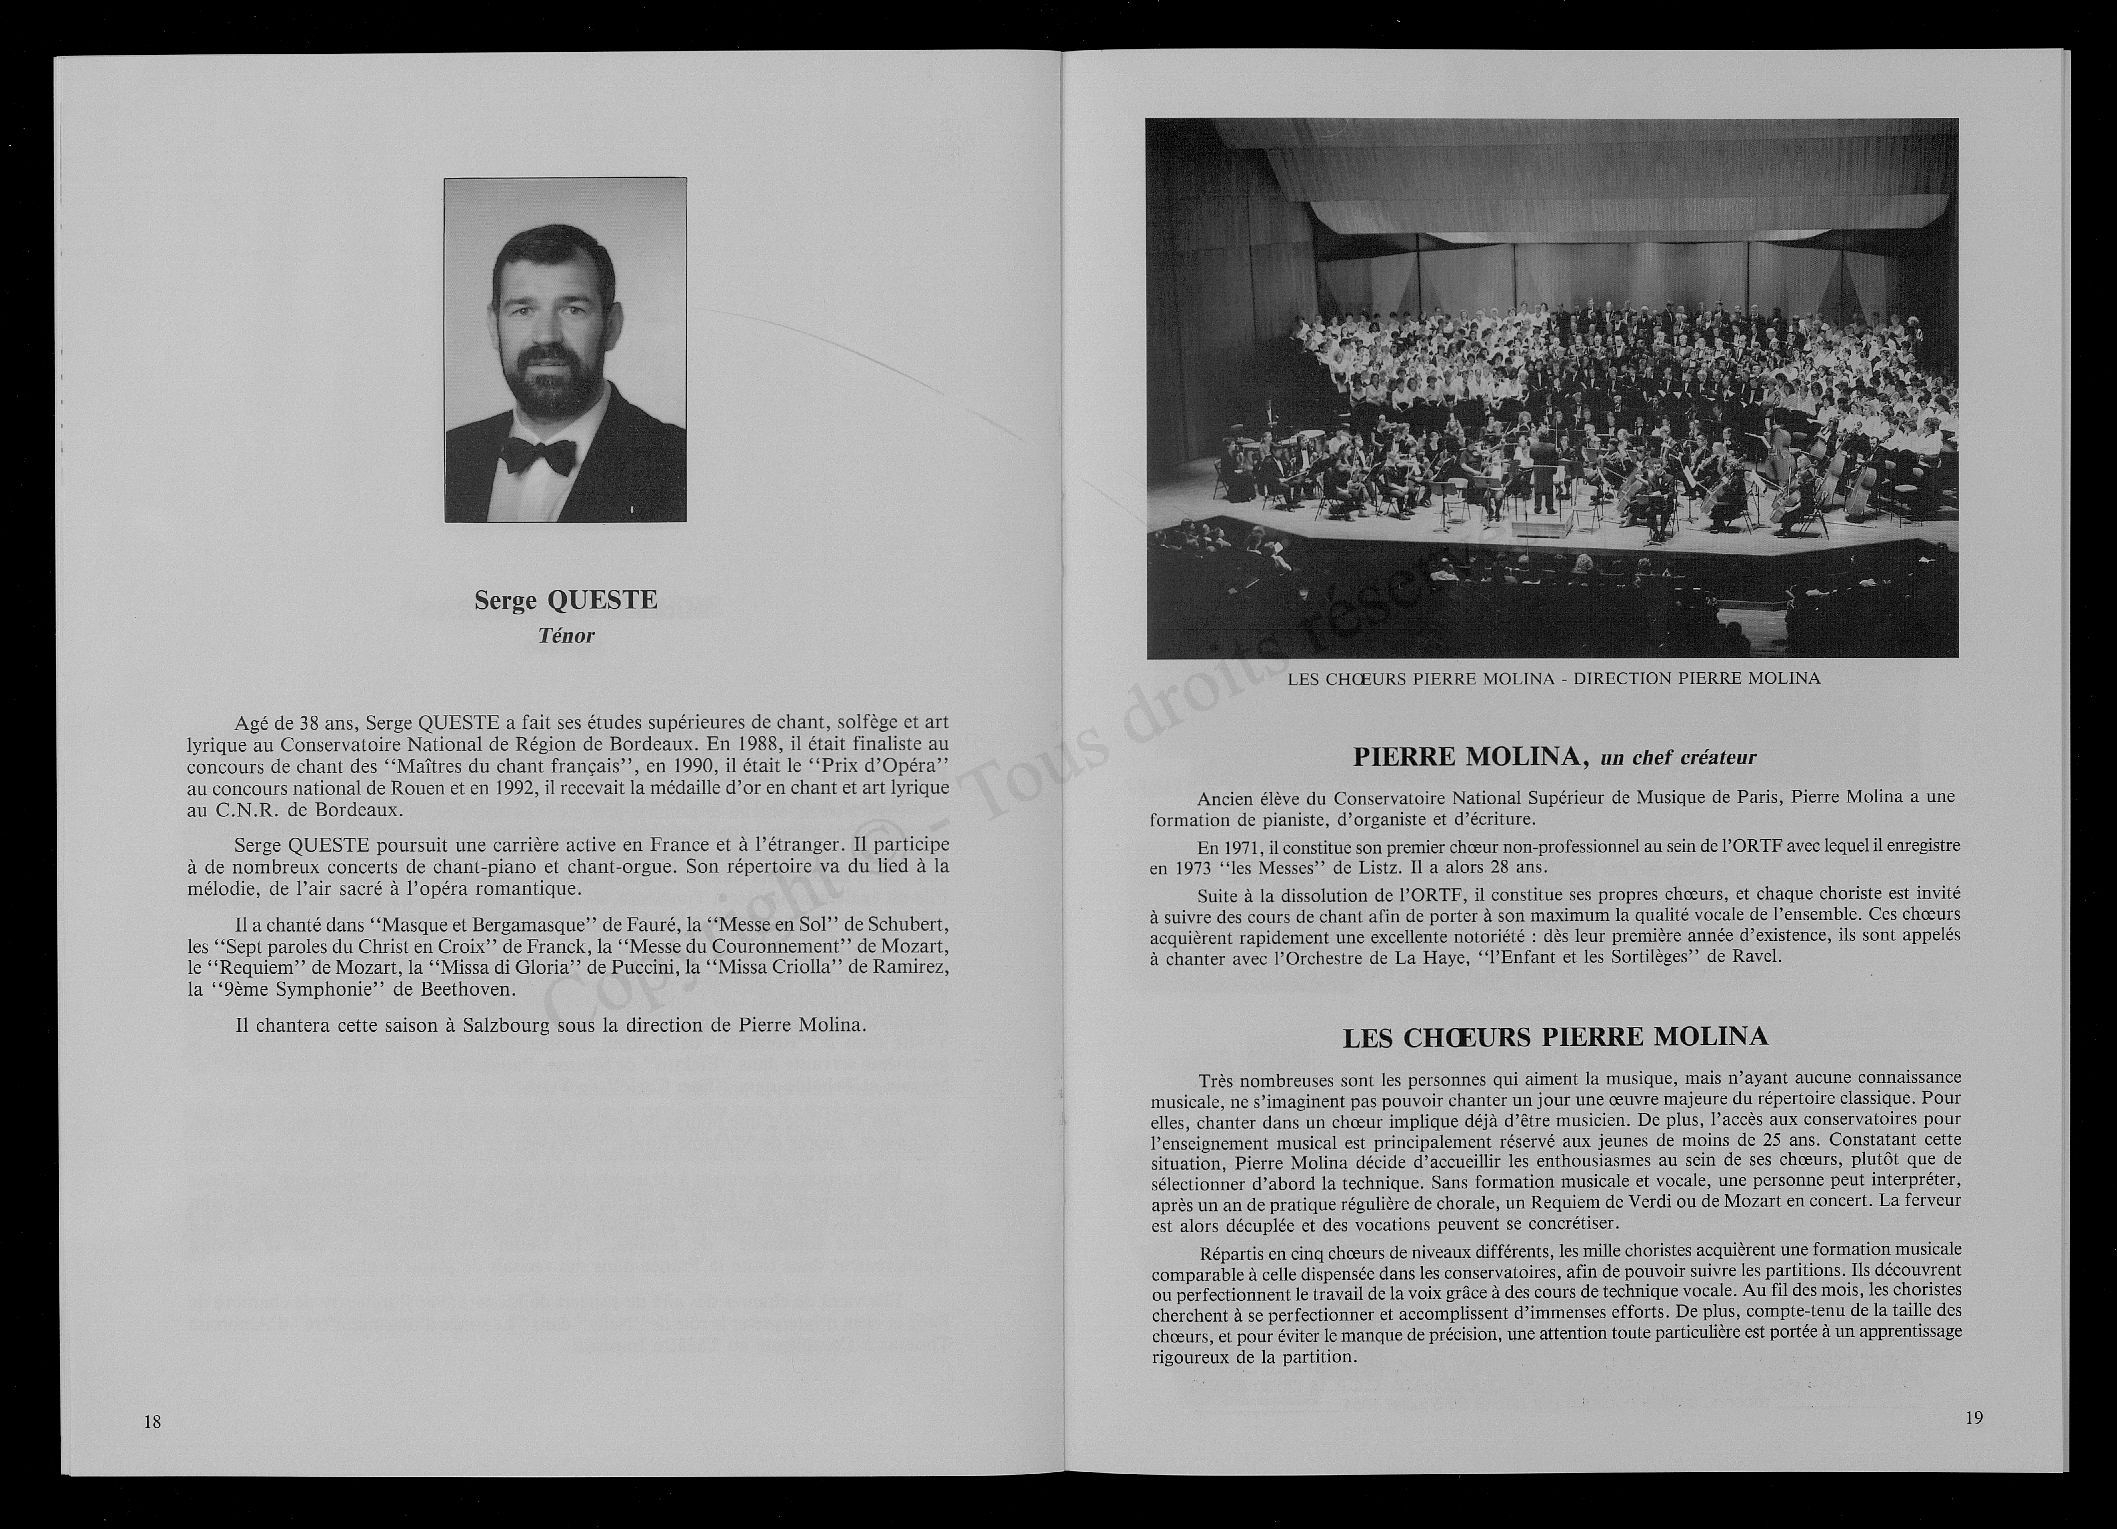 Serge QUESTE
Ténor
Agé de 38 ans, Serge QUESTE a fait ses études supérieures de chant, solfège et art
lyrique au Conservatoire National de Région de Bordeaux. En 1988, il était finaliste au
concours de chant des “Maîtres du chant français”, en 1990, il était le “Prix d’Opéra”
au concours national de Rouen et en 1992, il recevait la médaille d’or en chant et art lyrique
au C.N.R. de Bordeaux.
Serge QUESTE poursuit une carrière active en France et à l’étranger. Il participe
à de nombreux concerts de chant-piano et chant-orgue. Son répertoire va du lied à la
mélodie, de l’air sacré à l’opéra romantique.
Il a chanté dans “Masque et Bergamasque” de Fauré, la “Messe en Sol” de Schubert,
les “Sept paroles du Christ en Croix” de Franck, la “Messe du Couronnement” de Mozart,
le “Requiem” de Mozart, la “Missa di Gloria” de Puccini, la “Missa Criolla” de Ramirez,
la “9ème Symphonie” de Beethoven.
Il chantera cette saison à Salzbourg sous la direction de Pierre Molina.
18
LES CHŒURS PIERRE MOLINA - DIRECTION PIERRE MOLINA
PIERRE MOLINA, un chef créateur
Ancien élève du Conservatoire National Supérieur de Musique de Paris, Pierre Molina a une
formation de pianiste, d’organiste et d’écriture.
En 1971, il constitue son premier chœur non-professionnel au sein de l’ORTF avec lequel il enregistre
en 1973 “les Messes” de Listz. Il a alors 28 ans.
Suite à la dissolution de l’ORTF, il constitue ses propres chœurs, et chaque choriste est invité
à suivre des cours de chant afin de porter à son maximum la qualité vocale de l’ensemble. Ces chœurs
acquièrent rapidement une excellente notoriété : dès leur première année d’existence, ils sont appelés
à chanter avec l’Orchestre de La Haye, “l’Enfant et les Sortilèges” de Ravel.
LES CHŒURS PIERRE MOLINA
Très nombreuses sont les personnes qui aiment la musique, mais n’ayant aucune connaissance
musicale, ne s’imaginent pas pouvoir chanter un jour une œuvre majeure du répertoire classique. Pour
elles, chanter dans un chœur implique déjà d’être musicien. De plus, l’accès aux conservatoires pour
l’enseignement musical est principalement réservé aux jeunes de moins de 25 ans. Constatant cette
situation, Pierre Molina décide d’accueillir les enthousiasmes au sein de ses chœurs, plutôt que de
sélectionner d’abord la technique. Sans formation musicale et vocale, une personne peut interpréter,
après un an de pratique régulière de chorale, un Requiem de Verdi ou de Mozart en concert. La ferveur
est alors décuplée et des vocations peuvent se concrétiser.
Répartis en cinq chœurs de niveaux différents, les mille choristes acquièrent une formation musicale
comparable à celle dispensée dans les conservatoires, afin de pouvoir suivre les partitions. Ils découvrent
ou perfectionnent le travail de la voix grâce à des cours de technique vocale. Au fil des mois, les choristes
cherchent à se perfectionner et accomplissent d’immenses efforts. De plus, compte-tenu de la taille des
chœurs, et pour éviter le manque de précision, une attention toute particulière est portée à un apprentissage
rigoureux de la partition.
19
Copyright © - Tous droits réservés